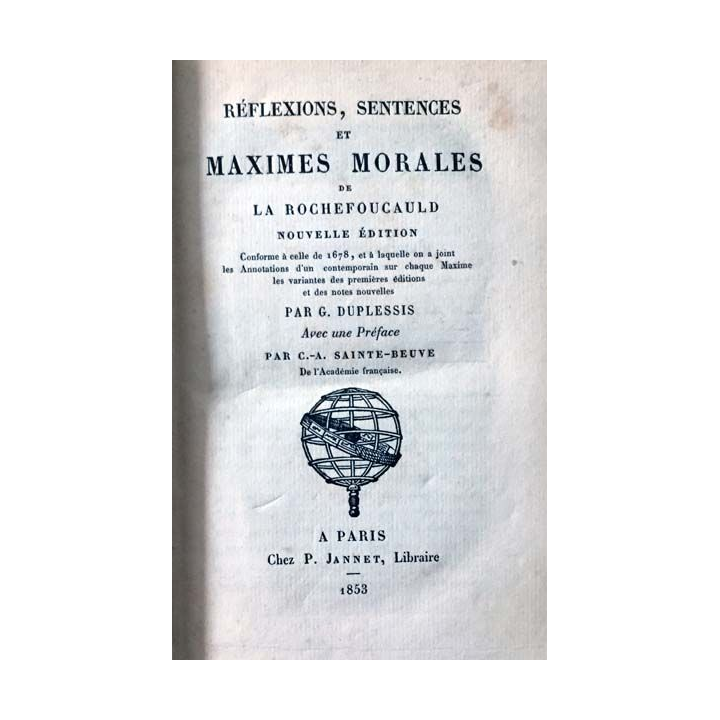 RÉFLEXIONS, SENTENCES
ET
MAXIMES MORALES
DE
LA ROCHEFOUCAULD
NOUVELLE ÉDITION
Conforme à celle de 1678, et à laquelle on a joint
les Annotations d'un contemporain sur chaque Maxime
les variantes des premières éditions
et des notes nouvelles
PAR G. DUPLESSIS
Avec une Préface
PAR C.-A. SAINTE-BEUVE
De l'Académie française.
A PARIS
Chez P. JANNET, Libraire
1853